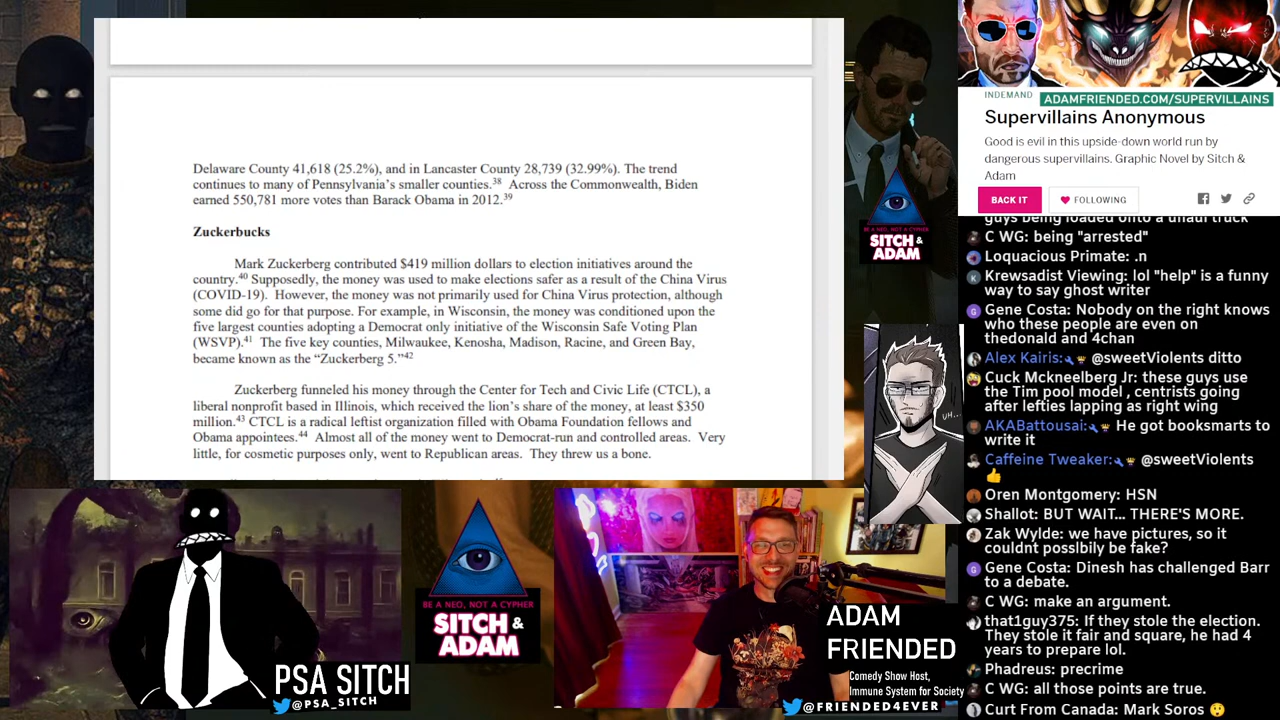 Delaware County 41,618 (25.2%), and in Lancaster County 28,739 (32.99%). The trend
continues to many of Pennsylvania's smaller counties.38 Across the Commonwealth, Biden
earned 550,781 more votes than Barack Obama in 2012.39
Zuckerbucks
Mark Zuckerberg contributed $419 million dollars to election initiatives around the
country.40 Supposedly, the money was used to make elections safer as a result of the China Virus
(COVID-19). However, the money was not primarily used for China Virus protection, although
some did go for that purpose. For example, in Wisconsin, the money was conditioned upon the
five largest counties adopting a Democrat only initiative of the Wisconsin Safe Voting Plan
(WSVP).41 The five key counties, Milwaukee, Kenosha, Madison, Racine, and Green Bay,
became known as the “Zuckerberg 5.”42
Zuckerberg funneled his money through the Center for Tech and Civic Life (CTCL), a
liberal nonprofit based in Illinois, which received the lion's share of the money, at least $350
million.43 CTCL is a radical leftist organization filled with Obama Foundation fellows and
Obama appointees.44 Almost all of the money went to Democrat-run and controlled areas. Very
little, for cosmetic purposes only, went to Republican areas. They threw us a bone.
BE A NEO, NOT A CYPHER
SITCH &
ADAM
UH...
INDEMAND
ADAMFRIENDED.COM/SUPERVILLAINS
Supervillains Anonymous
Good is evil in this upside-down world run by
dangerous supervillains. Graphic Novel by Sitch &
Adam
BACK IT
FOLLOWING
guys being loaded onto a uhaul truck
C WG: being "arrested"
Loquacious Primate: .n
Krewsadist Viewing: lol "help" is a funny
way to say ghost writer
Gene Costa: Nobody on the right knows
who these people are even on
thedonald and 4chan
Alex Kairis: @sweetViolents ditto
Cuck Mckneelberg Jr: these guys use
the Tim pool model , centrists going
after lefties lapping as right wing
AKABattousai: He got booksmarts to
write it
Caffeine Tweaker: @sweetViolents
👍
Oren Montgomery: HSN
Shallot: BUT WAIT... THERE'S MORE.
Zak Wylde: we have pictures, so it
couldnt posslbily be fake?
Gene Costa: Dinesh has challenged Barr
to a debate.
C WG: make an argument.
that1guy375: If they stole the election.
They stole it fair and square, he had 4
years to prepare lol.
Phadreus: precrime
C WG: all those points are true.
Curt From Canada: Mark Soros 😲
PSA SITCH
@PSA_SITCH
BE A NEO, NOT A CYPHER
SITCH &
ADAM
ADAM
FRIENDED
Comedy Show Host,
Immune System for Society
@FRIENDED4EVER